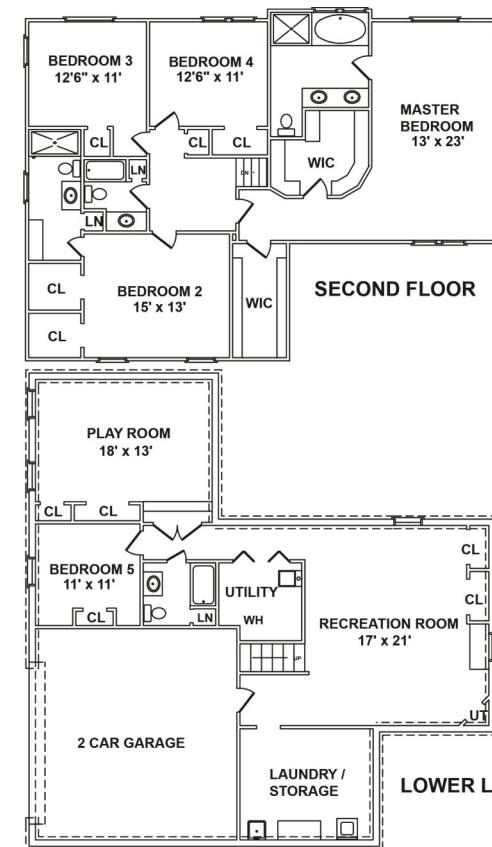 BEDROOM 3
12'6" x 11'
BEDROOM 4
12'6" x 11'
MASTER
BEDROOM
13' x 23'
CL
CL
CL
LN
WIC
DN
LN
CL
BEDROOM 2
15' x 13'
WIC
SECOND FLOOR
CL
PLAY ROOM
18' x 13'
CL
CL
CL
BEDROOM 5
11' x 11'
UTILITY
CL
CL
LN
WH
RECREATION ROOM
17' x 21'
UP
UT
2 CAR GARAGE
LAUNDRY /
STORAGE
LOWER L